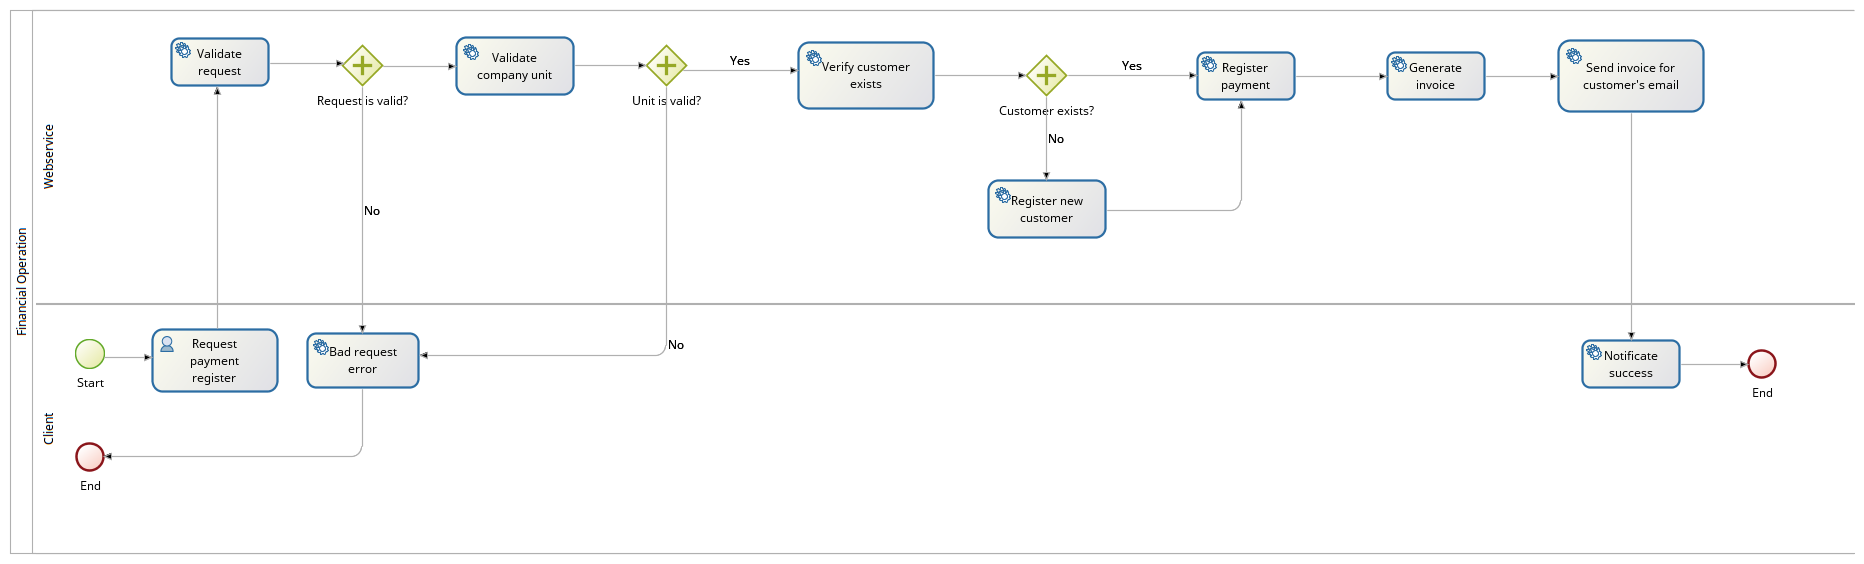 Financial Operation
Webservice
Validate
request
Request is valid?
No
Validate
company unit
Unit is valid?
Yes
Verify customer
exists
Customer exists?
Yes
No
Register new
customer
Register
payment
Generate
invoice
Send invoice for
customer's email
Client
Start
Request
payment
register
Bad request
error
No
End
Notificate
success
End